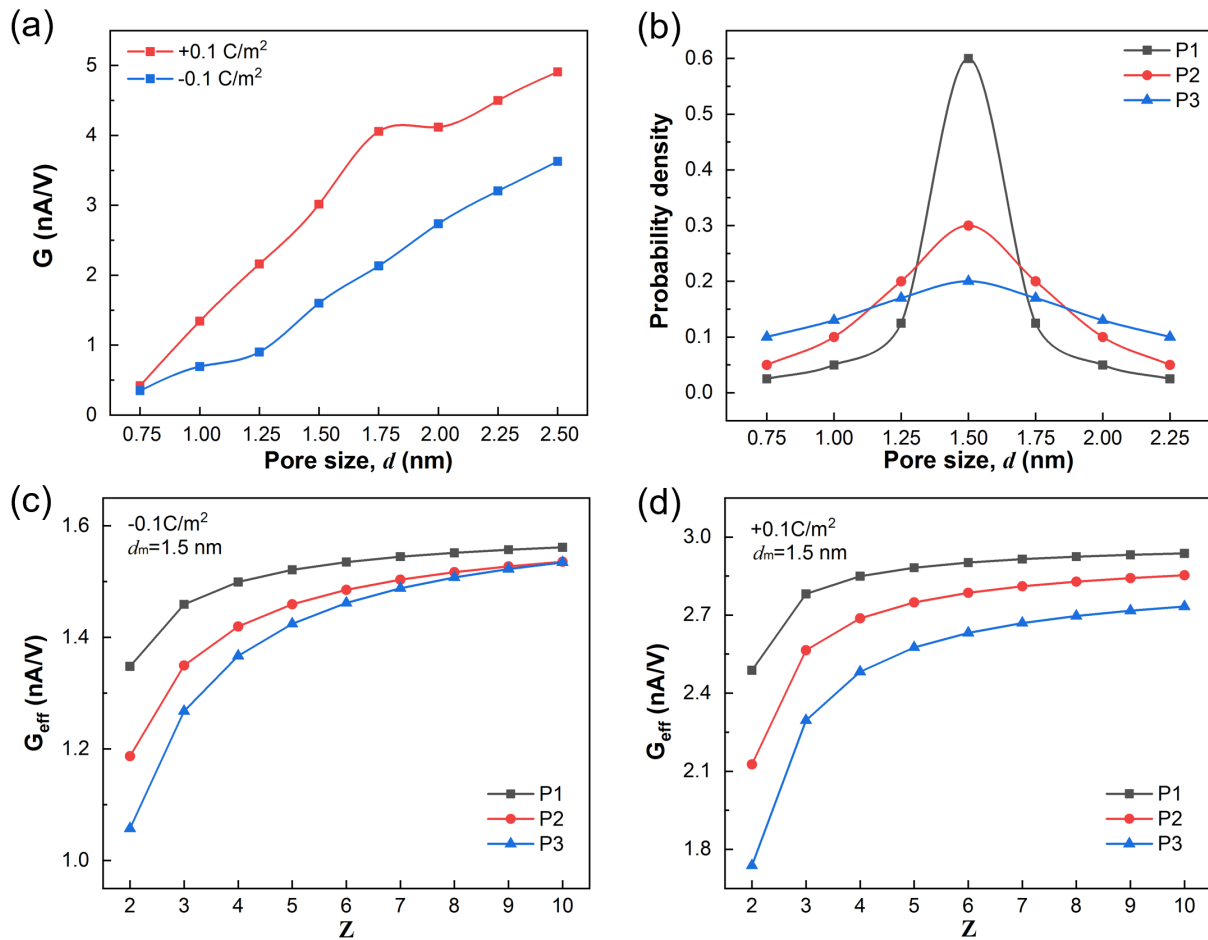 (a)
+0.1 C/m²
-0.1 C/m²
G (nA/V)
5
4
3
2
1
0
0.75 1.00 1.25 1.50 1.75 2.00 2.25 2.50
Pore size, d (nm)
(b)
P1
P2
P3
Probability density
0.6
0.5
0.4
0.3
0.2
0.1
0.0
0.75 1.00 1.25 1.50 1.75 2.00 2.25
Pore size, d (nm)
(c)
-0.1C/m²
dm=1.5 nm
Geff (nA/V)
1.6
1.4
1.2
1.0
P1
P2
P3
2 3 4 5 6 7 8 9 10
Z
(d)
+0.1C/m²
dm=1.5 nm
Geff (nA/V)
3.0
2.7
2.4
2.1
1.8
P1
P2
P3
2 3 4 5 6 7 8 9 10
Z